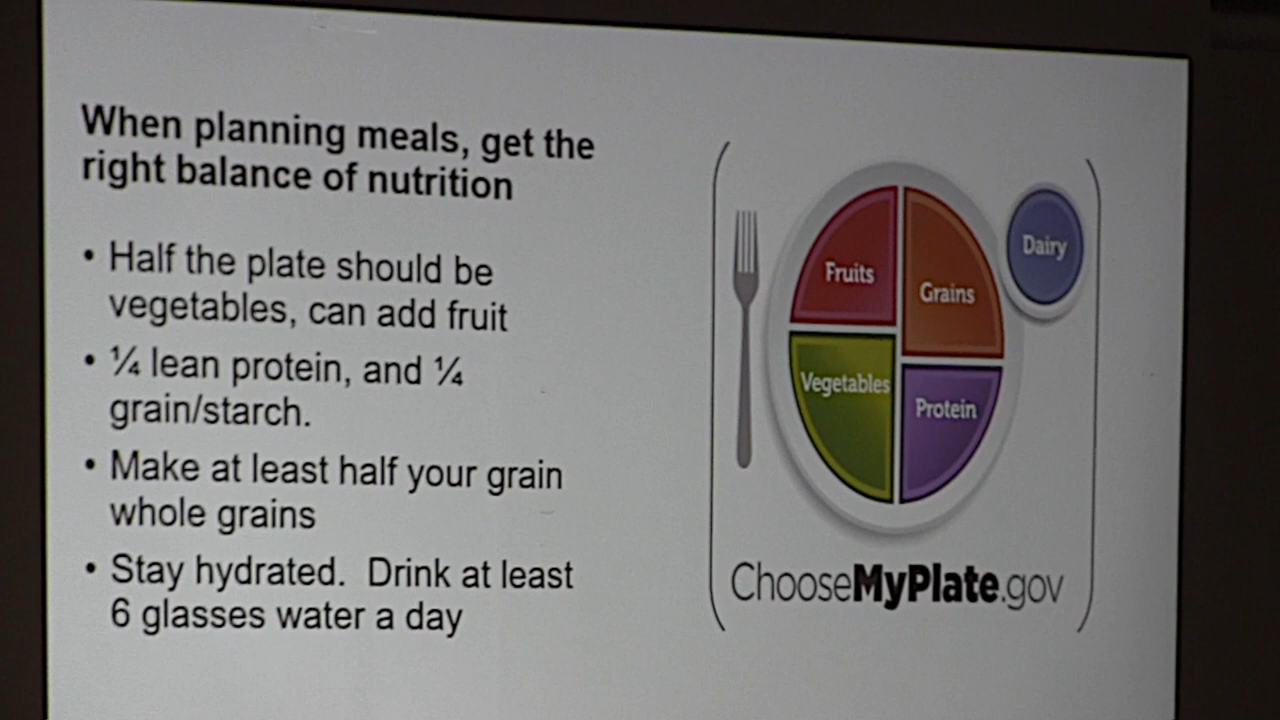 When planning meals, get the
right balance of nutrition
• Half the plate should be
vegetables, can add fruit
• ¼ lean protein, and ¼
grain/starch.
• Make at least half your grain
whole grains
• Stay hydrated.  Drink at least
6 glasses water a day
Fruits
Grains
Dairy
Vegetables
Protein
ChooseMyPlate.gov